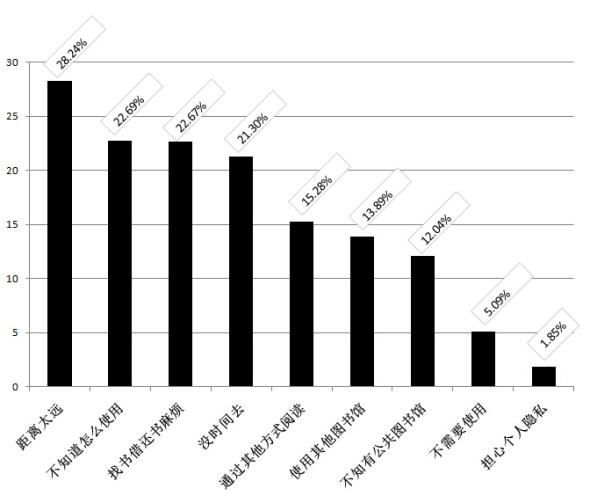 28.24%
22.69%
22.67%
21.30%
15.28%
13.89%
12.04%
5.09%
1.85%
30
25
20
15
10
5
0
距离太远
不知道怎么使用
找书借还书麻烦
没时间去
通过其他方式阅读
使用其他图书馆
不知有公共图书馆
不需要使用
担心个人隐私